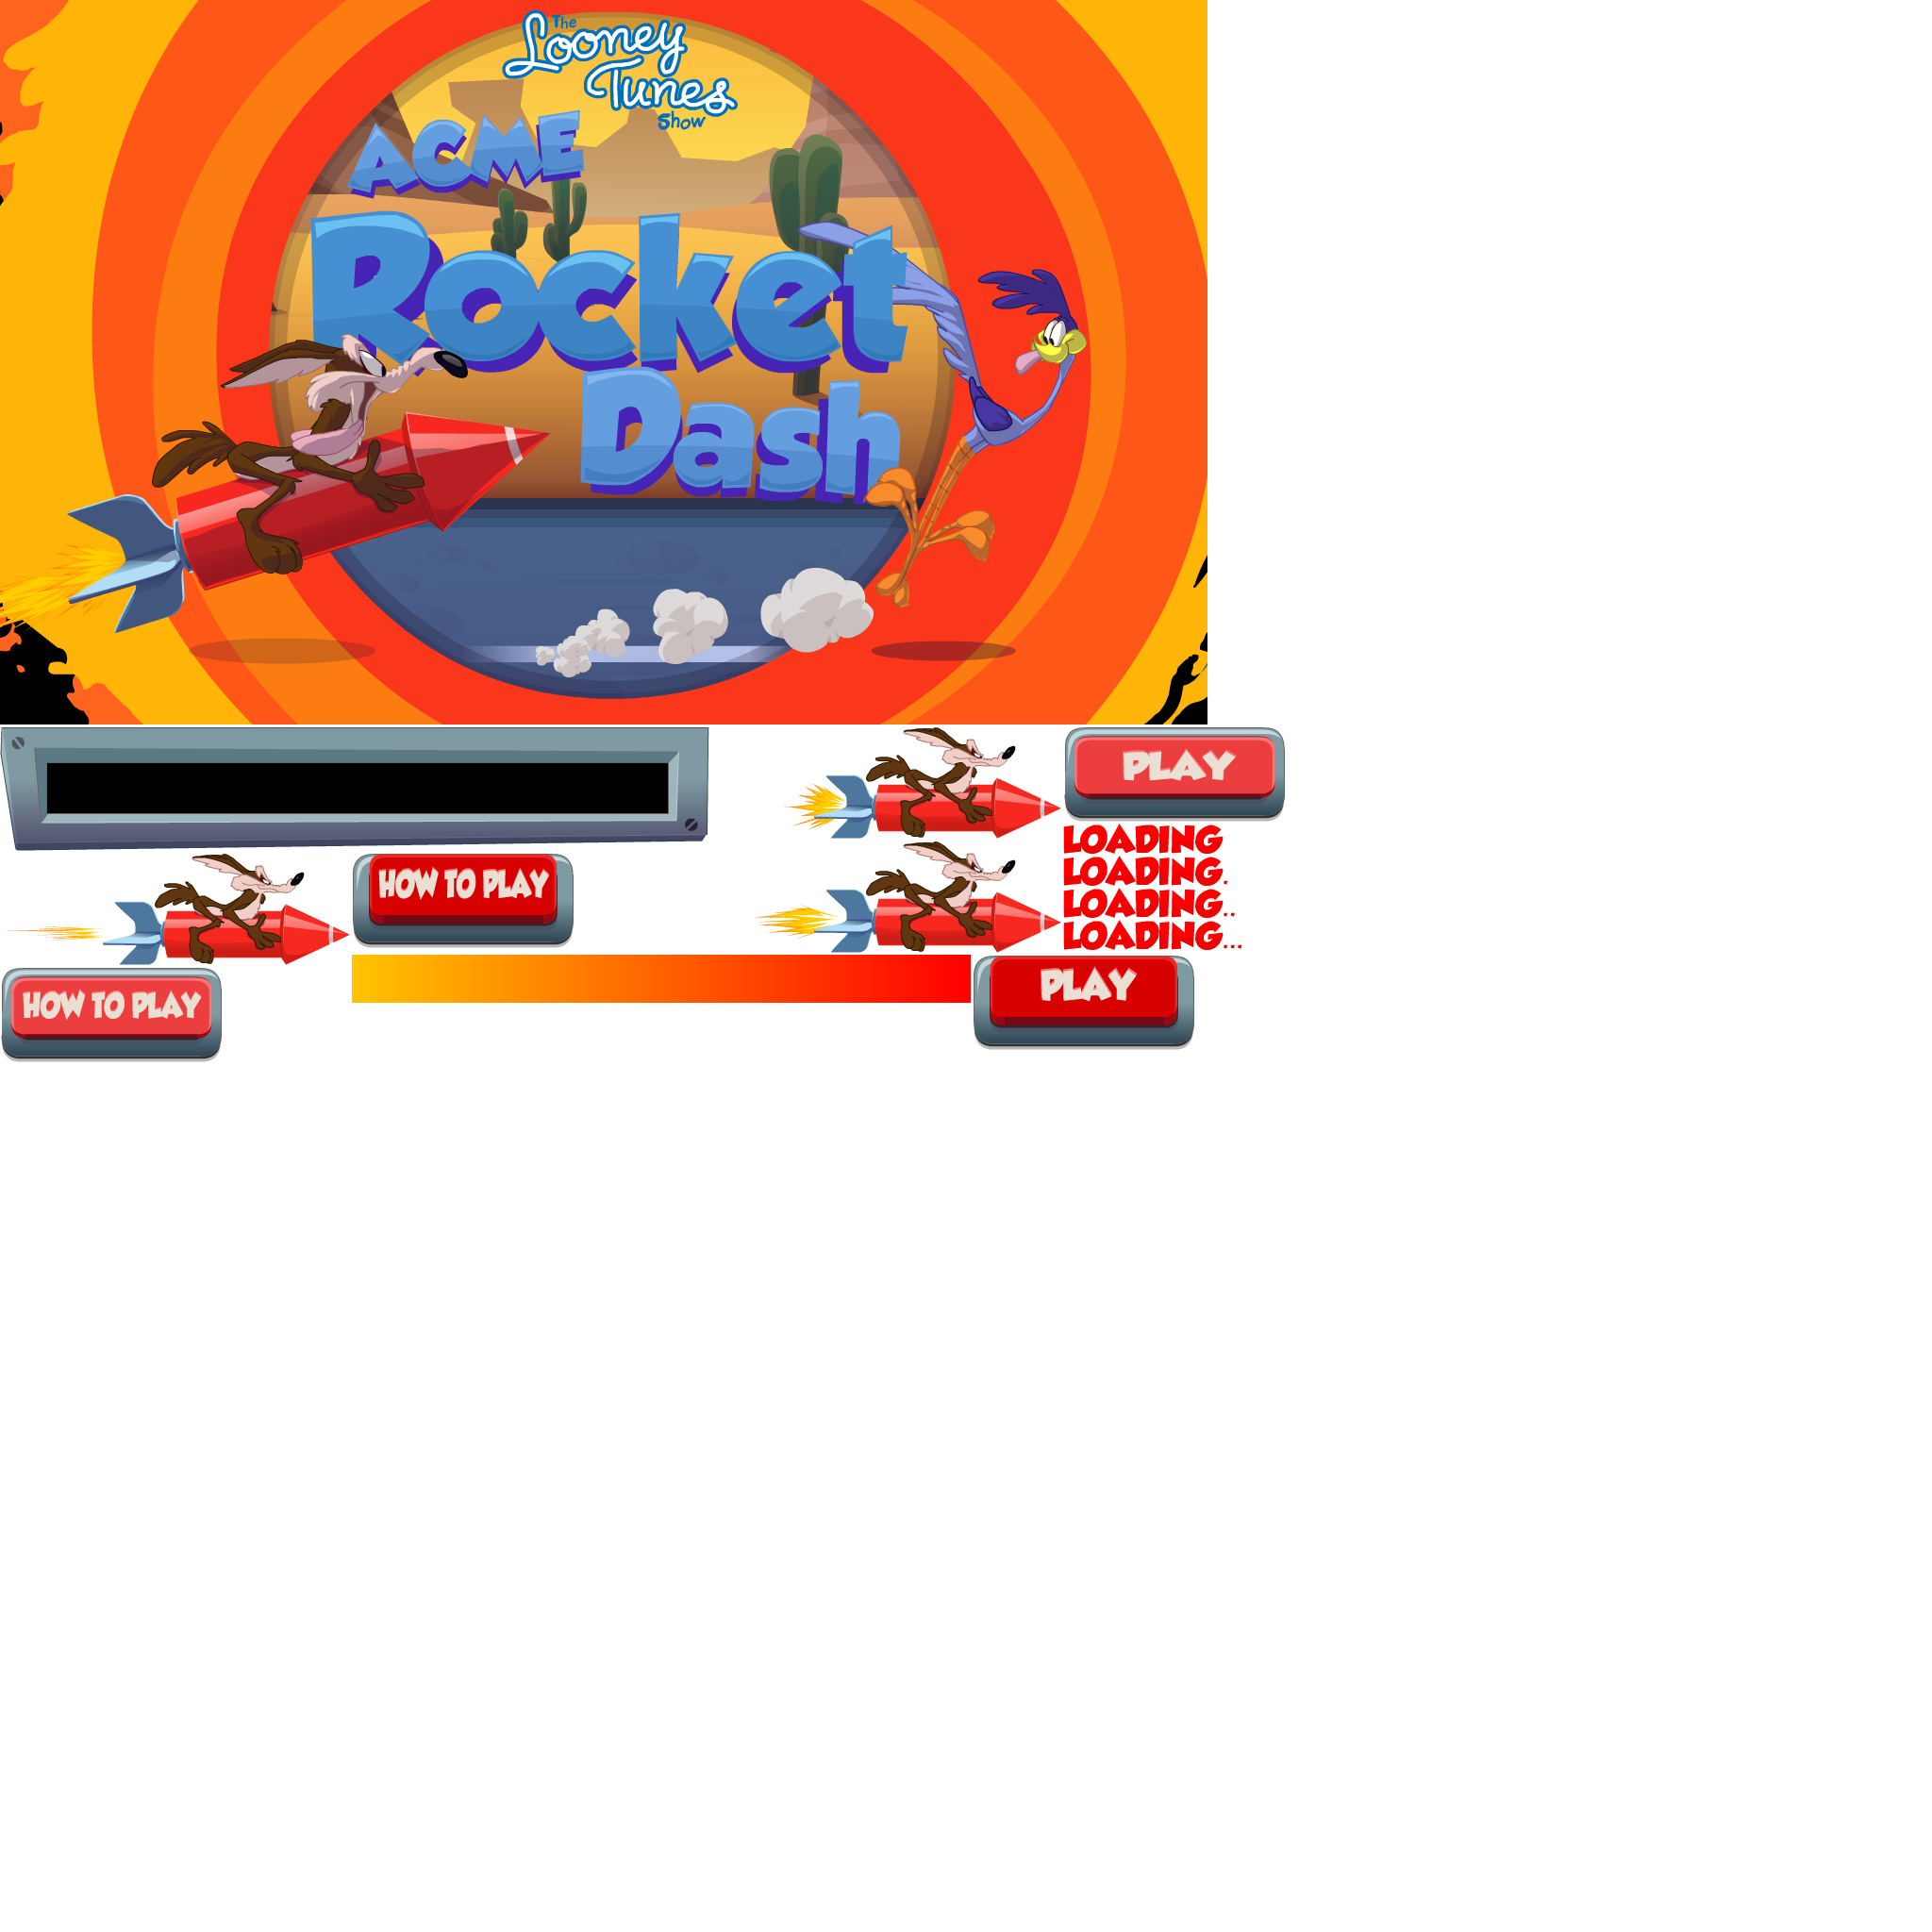 The
Looney
Tunes
Show
ACME
Rocket
Dash
PLAY
LOADING
LOADING.
LOADING..
LOADING...
HOW TO PLAY
PLAY
HOW TO PLAY